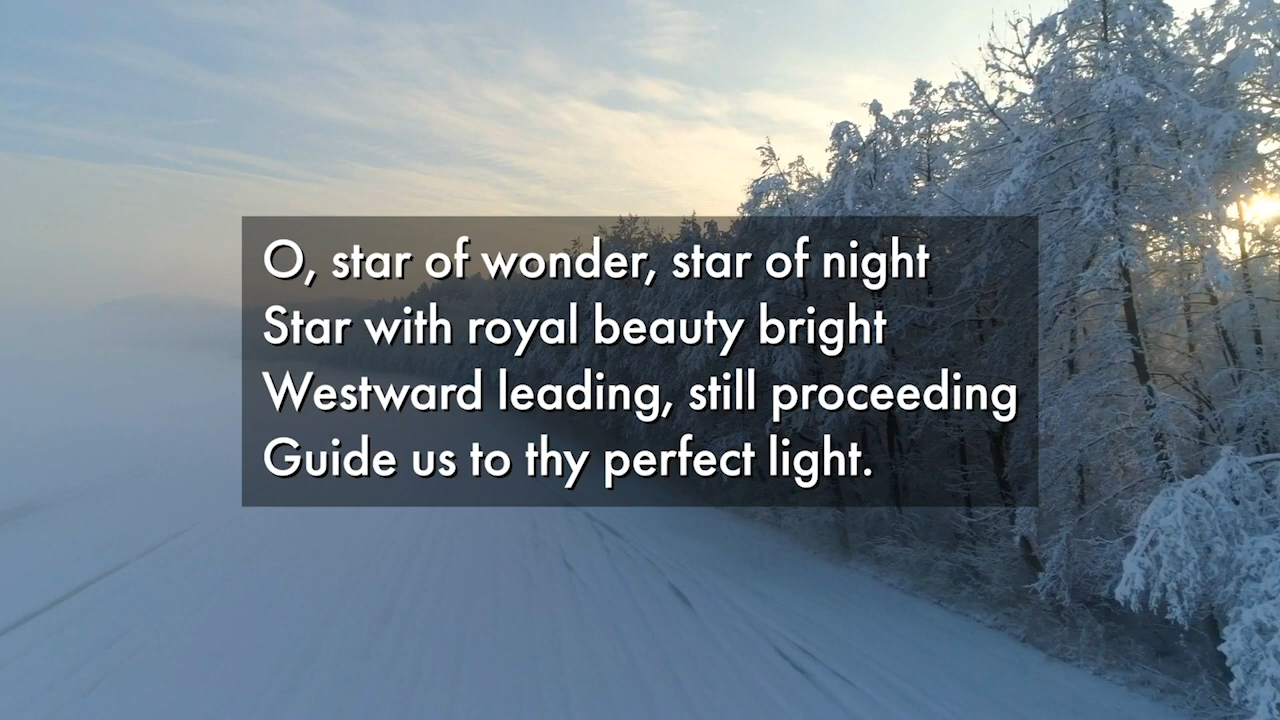 O, star of wonder, star of night
Star with royal beauty bright
Westward leading, still proceeding
Guide us to thy perfect light.